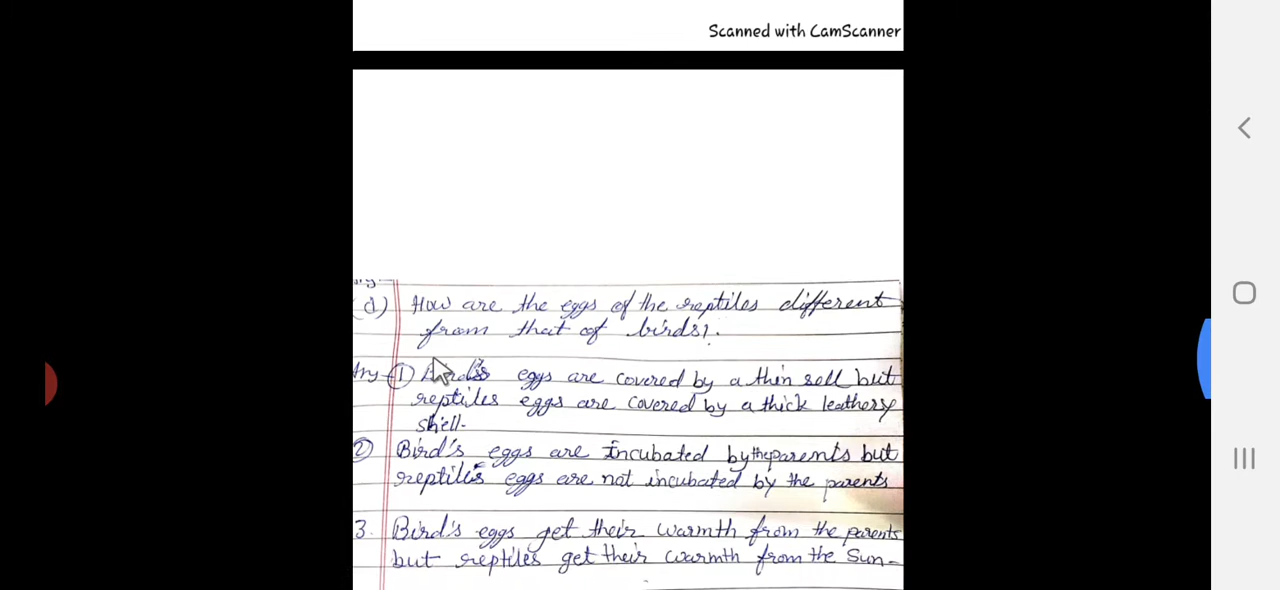 Scanned with CamScanner
(d) How are the eggs of the reptiles different
from that of birds?.
Any-① Bird's eggs are covered by a thin sell but
reptiles eggs are covered by a thick leathery
shell-
② Bird's eggs are incubated by the parents but
reptiles eggs are not incubated by the parents
3. Bird's eggs get their warmth from the parents
but reptiles get their warmth from the Sun-